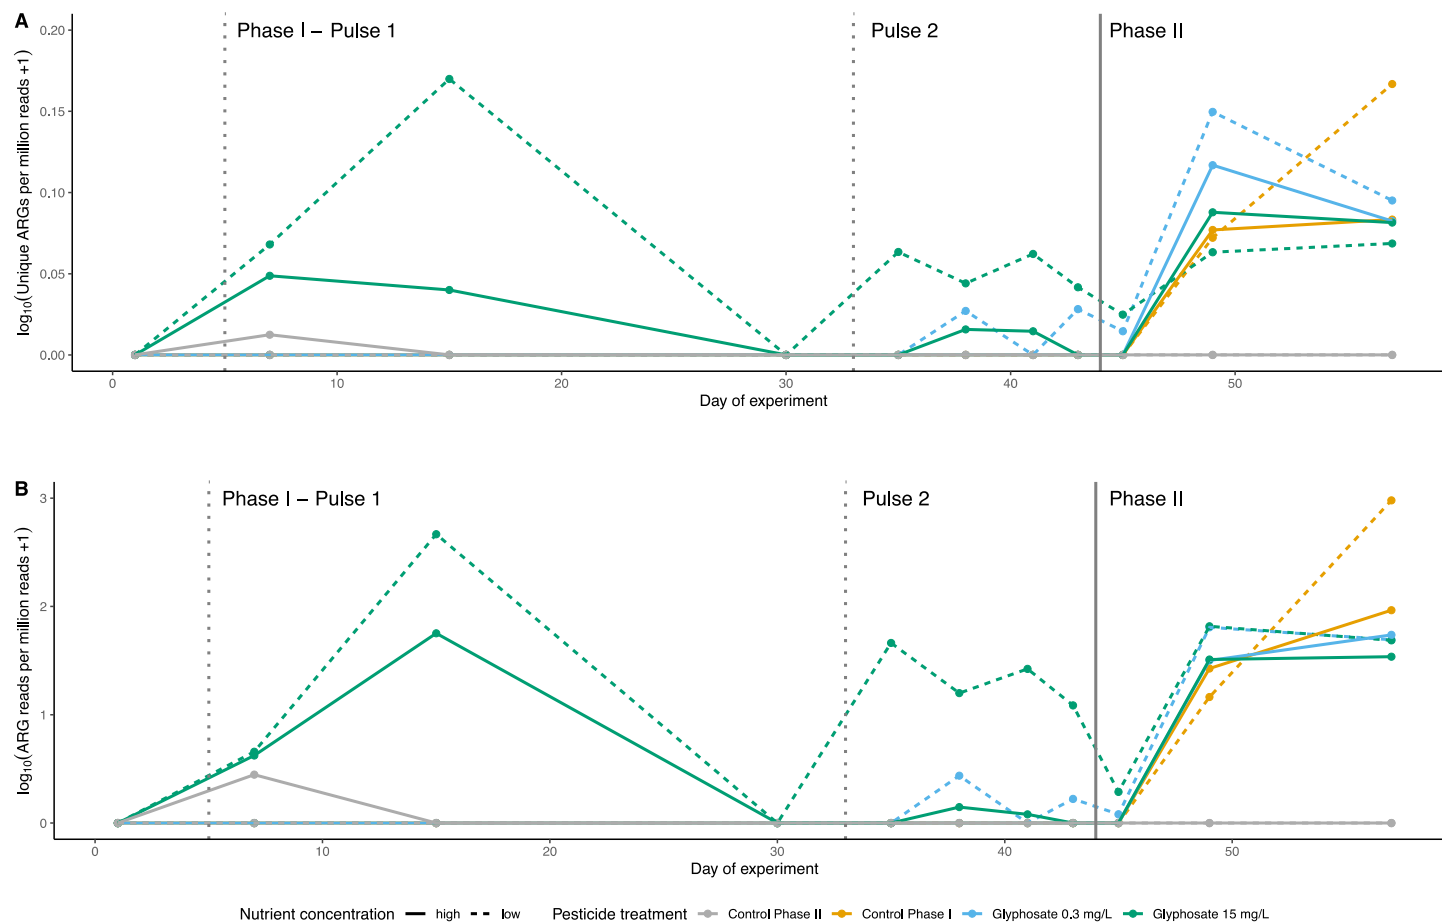 A
Phase I – Pulse 1
Pulse 2
Phase II
log10(Unique ARGs per million reads +1)
0.20
0.15
0.10
0.05
0.00
0
10
20
30
40
50
Day of experiment
B
Phase I – Pulse 1
Pulse 2
Phase II
log10(ARG reads per million reads +1)
3
2
1
0
0
10
20
30
40
50
Day of experiment
Nutrient concentration high low Pesticide treatment Control Phase II Control Phase I Glyphosate 0.3 mg/L Glyphosate 15 mg/L